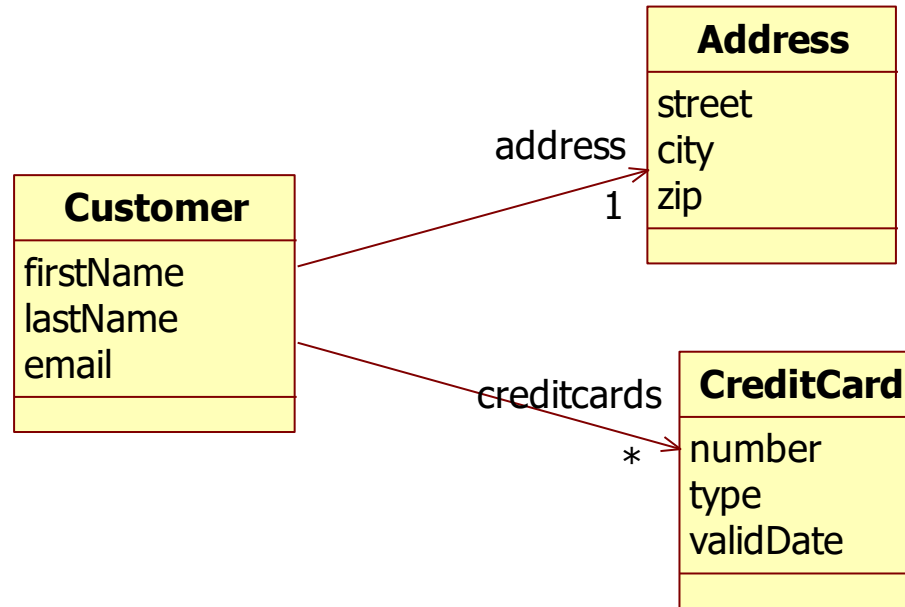 Address
street
city
zip
address
1
Customer
firstName
lastName
email
creditcards
*
CreditCard
number
type
validDate